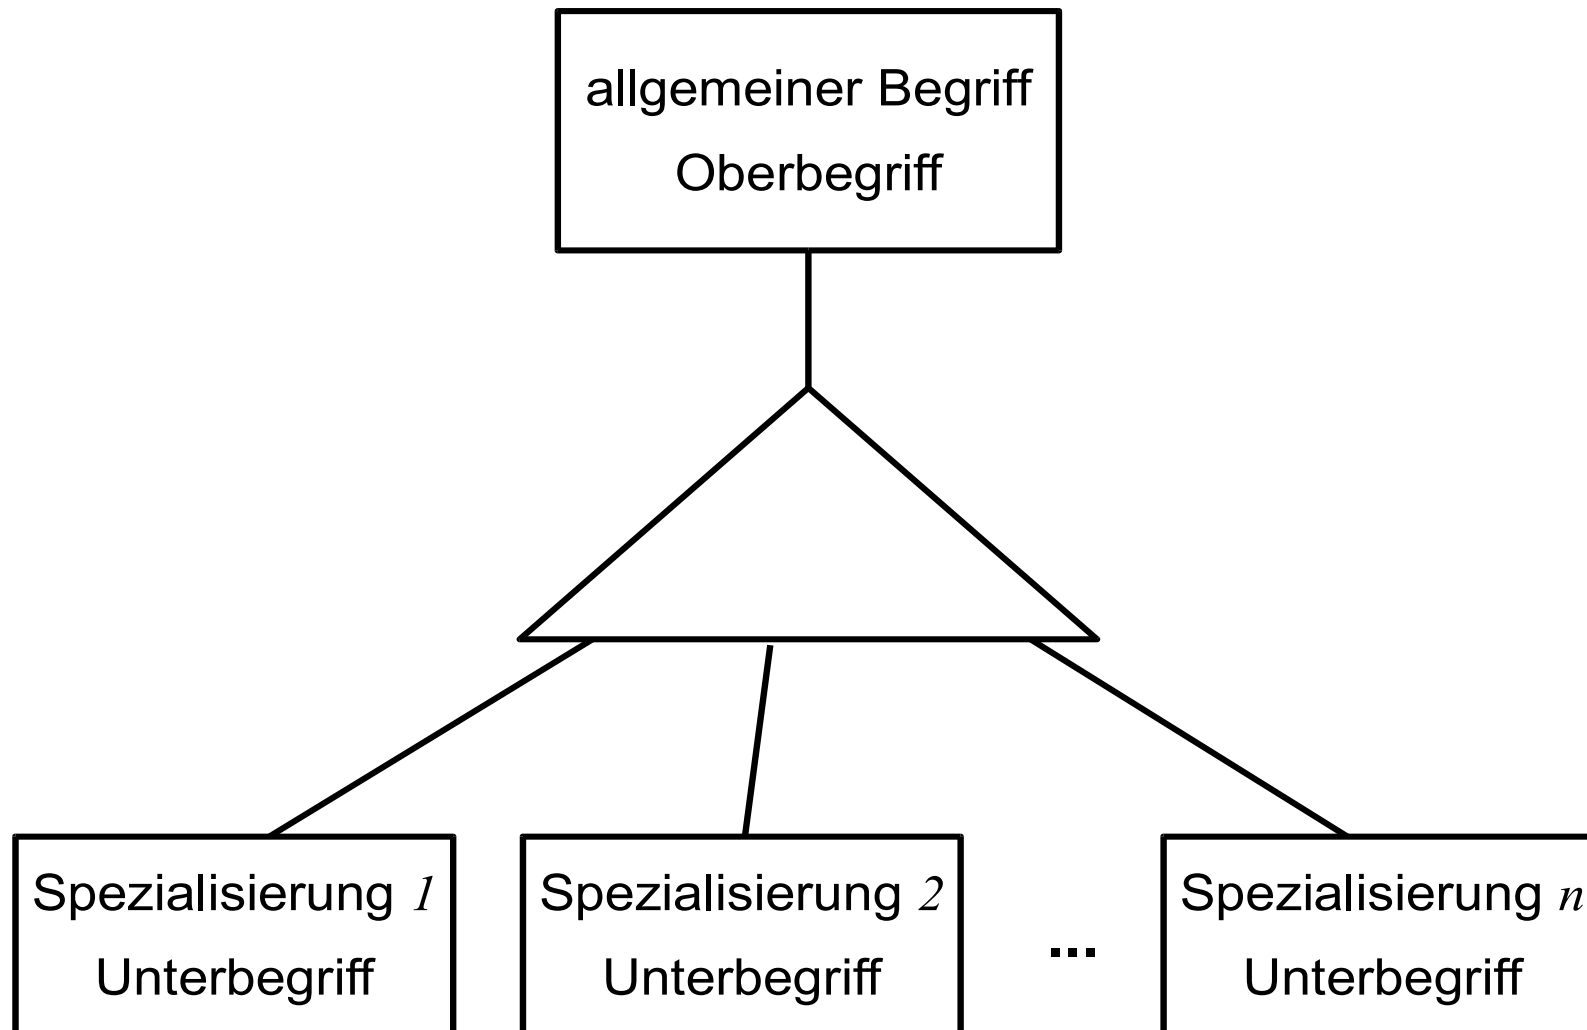 allgemeiner Begriff
Oberbegriff
Spezialisierung 1
Unterbegriff
Spezialisierung 2
Unterbegriff
...
Spezialisierung n
Unterbegriff